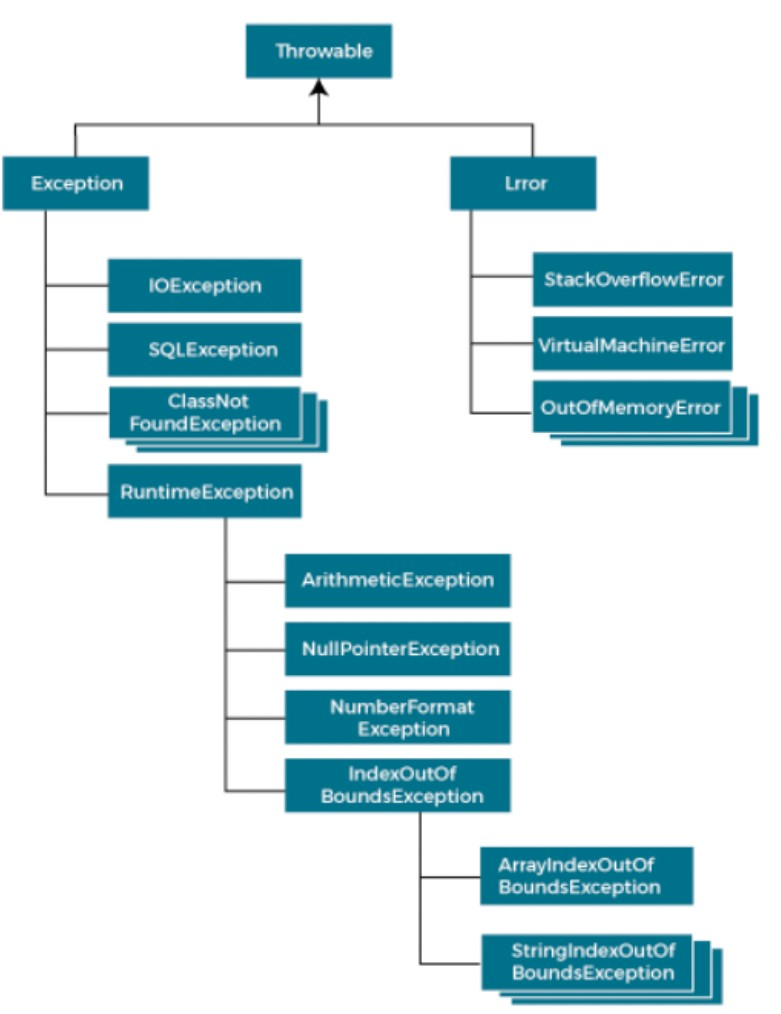 Throwable
Exception
Lrror
IOException
StackOverflowError
SQLException
VirtualMachineError
ClassNot
FoundException
OutOfMemoryError
RuntimeException
ArithmeticException
NullPointerException
NumberFormat
Exception
IndexOutOf
BoundsException
ArrayIndexOutOf
BoundsException
StringIndexOutOf
BoundsException